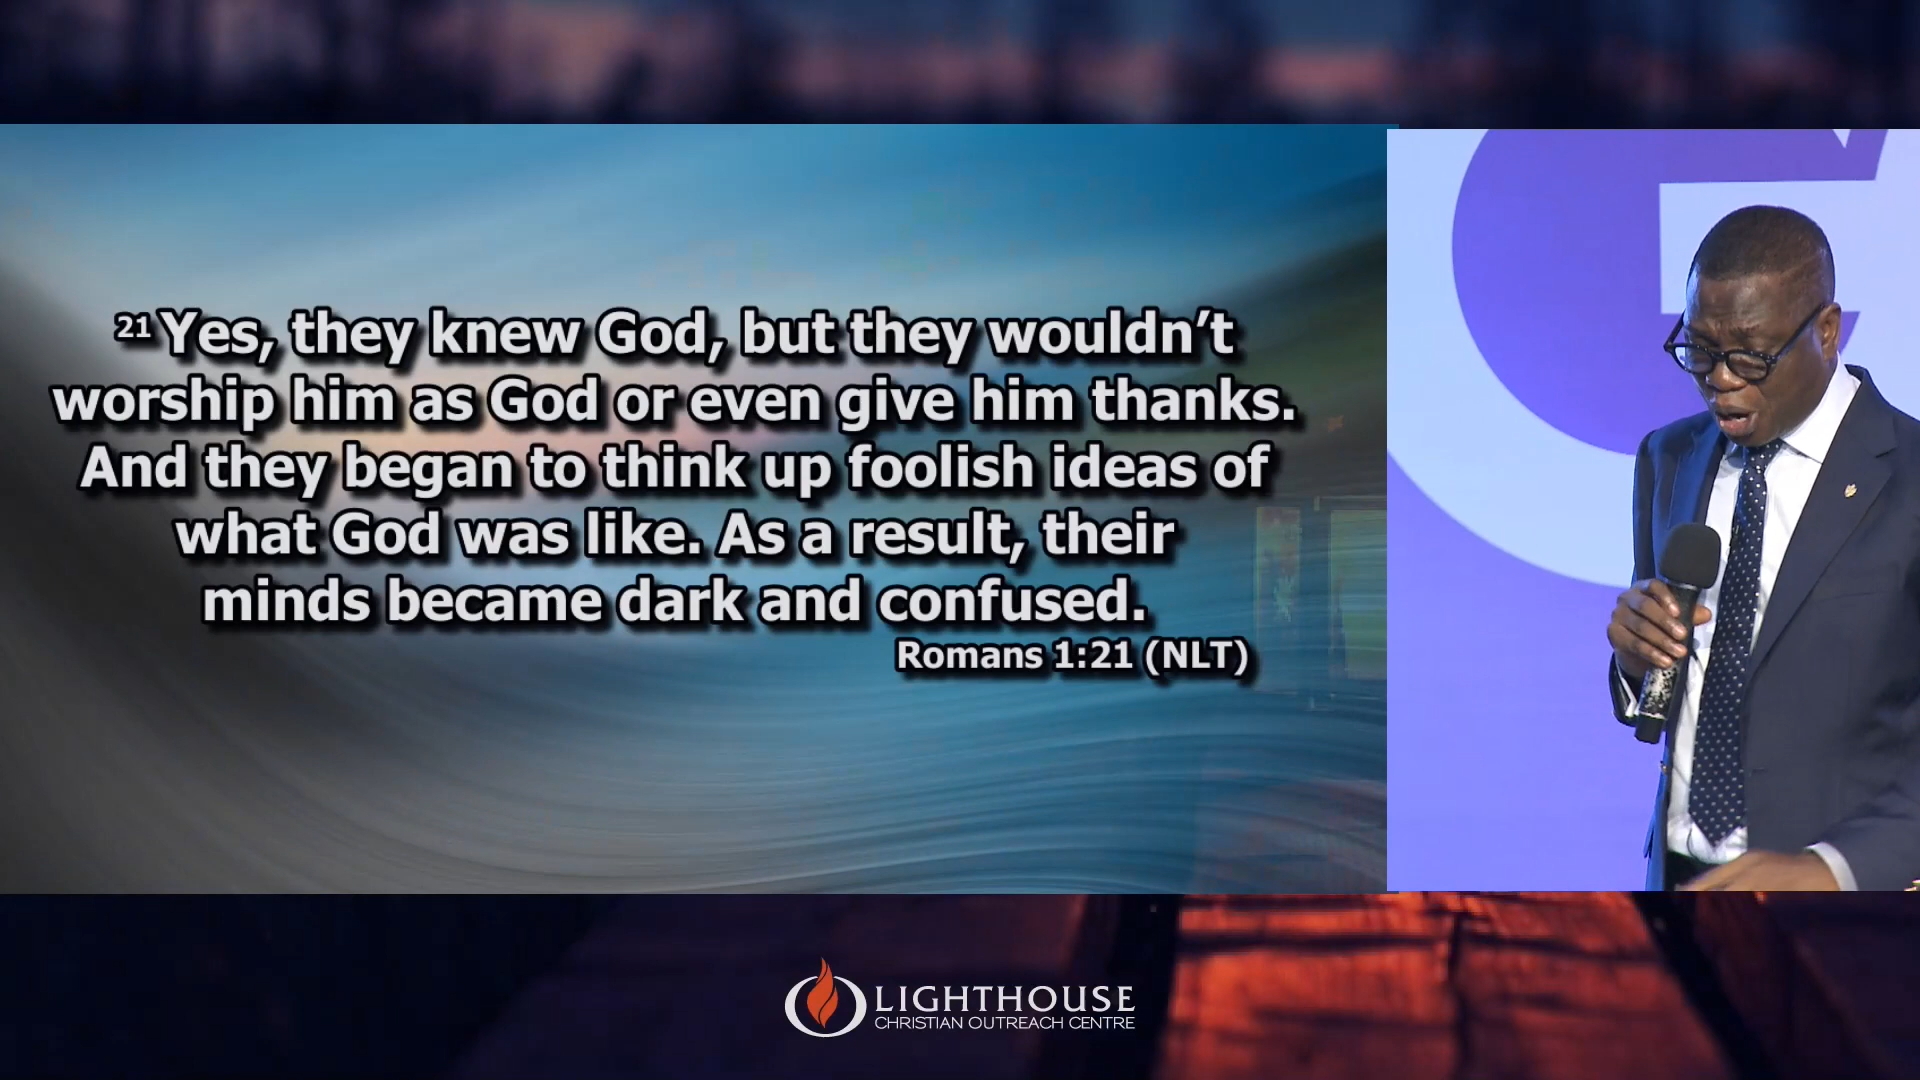 21 Yes, they knew God, but they wouldn’t
worship him as God or even give him thanks.
And they began to think up foolish ideas of
what God was like. As a result, their
minds became dark and confused.
Romans 1:21 (NLT)
LIGHTHOUSE
CHRISTIAN OUTREACH CENTRE